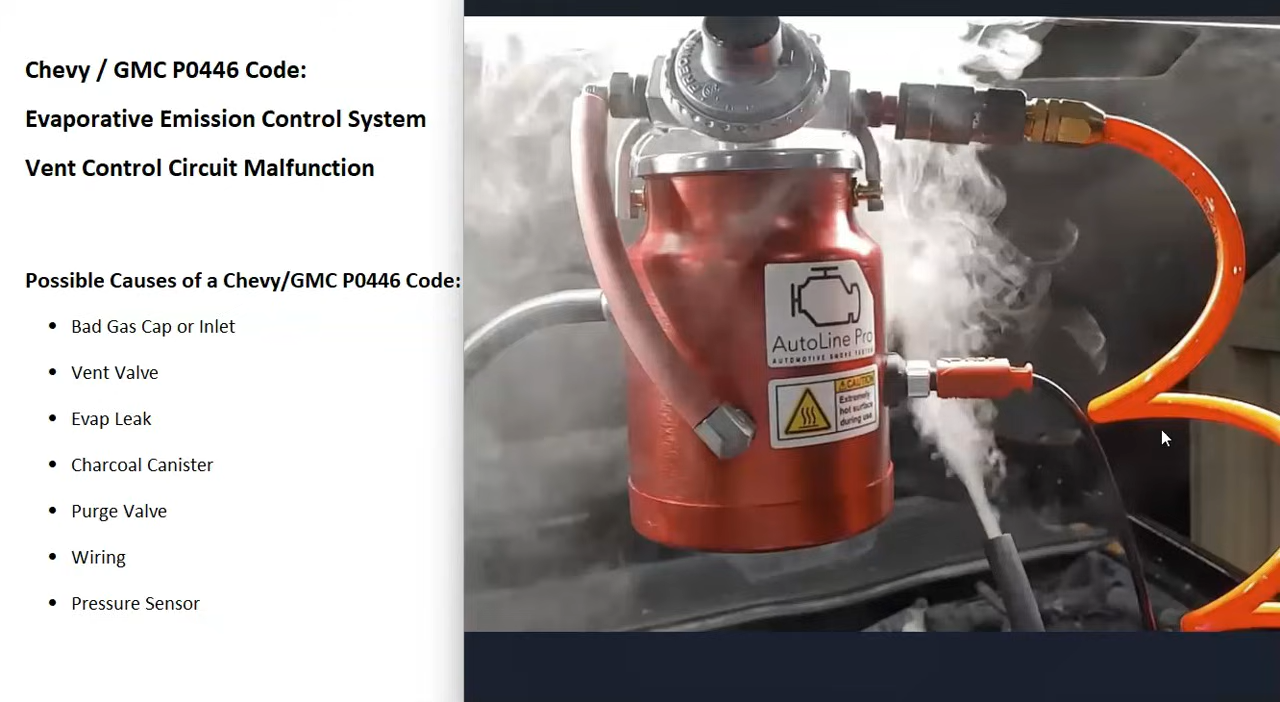 Chevy / GMC P0446 Code:
Evaporative Emission Control System
Vent Control Circuit Malfunction
Possible Causes of a Chevy/GMC P0446 Code:
• Bad Gas Cap or Inlet
• Vent Valve
• Evap Leak
• Charcoal Canister
• Purge Valve
• Wiring
• Pressure Sensor
AutoLine Pro
AUTOMOTIVE SMOKE TESTER
CAUTION
Extremely
hot surface
during use